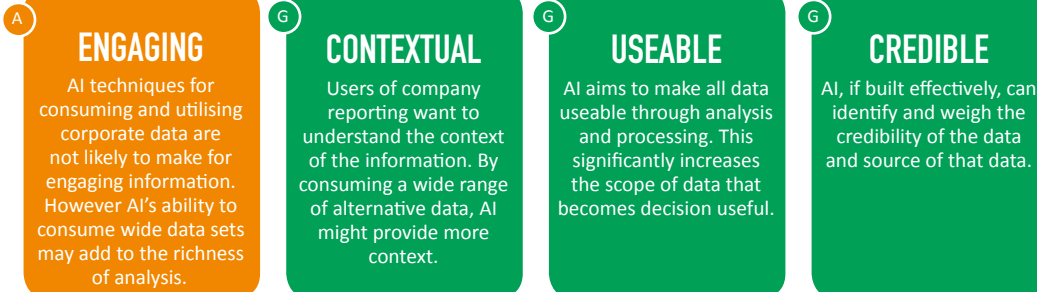 A
ENGAGING
AI techniques for
consuming and utilising
corporate data are
not likely to make for
engaging information.
However AI's ability to
consume wide data sets
may add to the richness
of analysis.
G
CONTEXTUAL
Users of company
reporting want to
understand the context
of the information. By
consuming a wide range
of alternative data, AI
might provide more
context.
G
USEABLE
AI aims to make all data
useable through analysis
and processing. This
significantly increases
the scope of data that
becomes decision useful.
G
CREDIBLE
AI, if built effectively, can
identify and weigh the
credibility of the data
and source of that data.